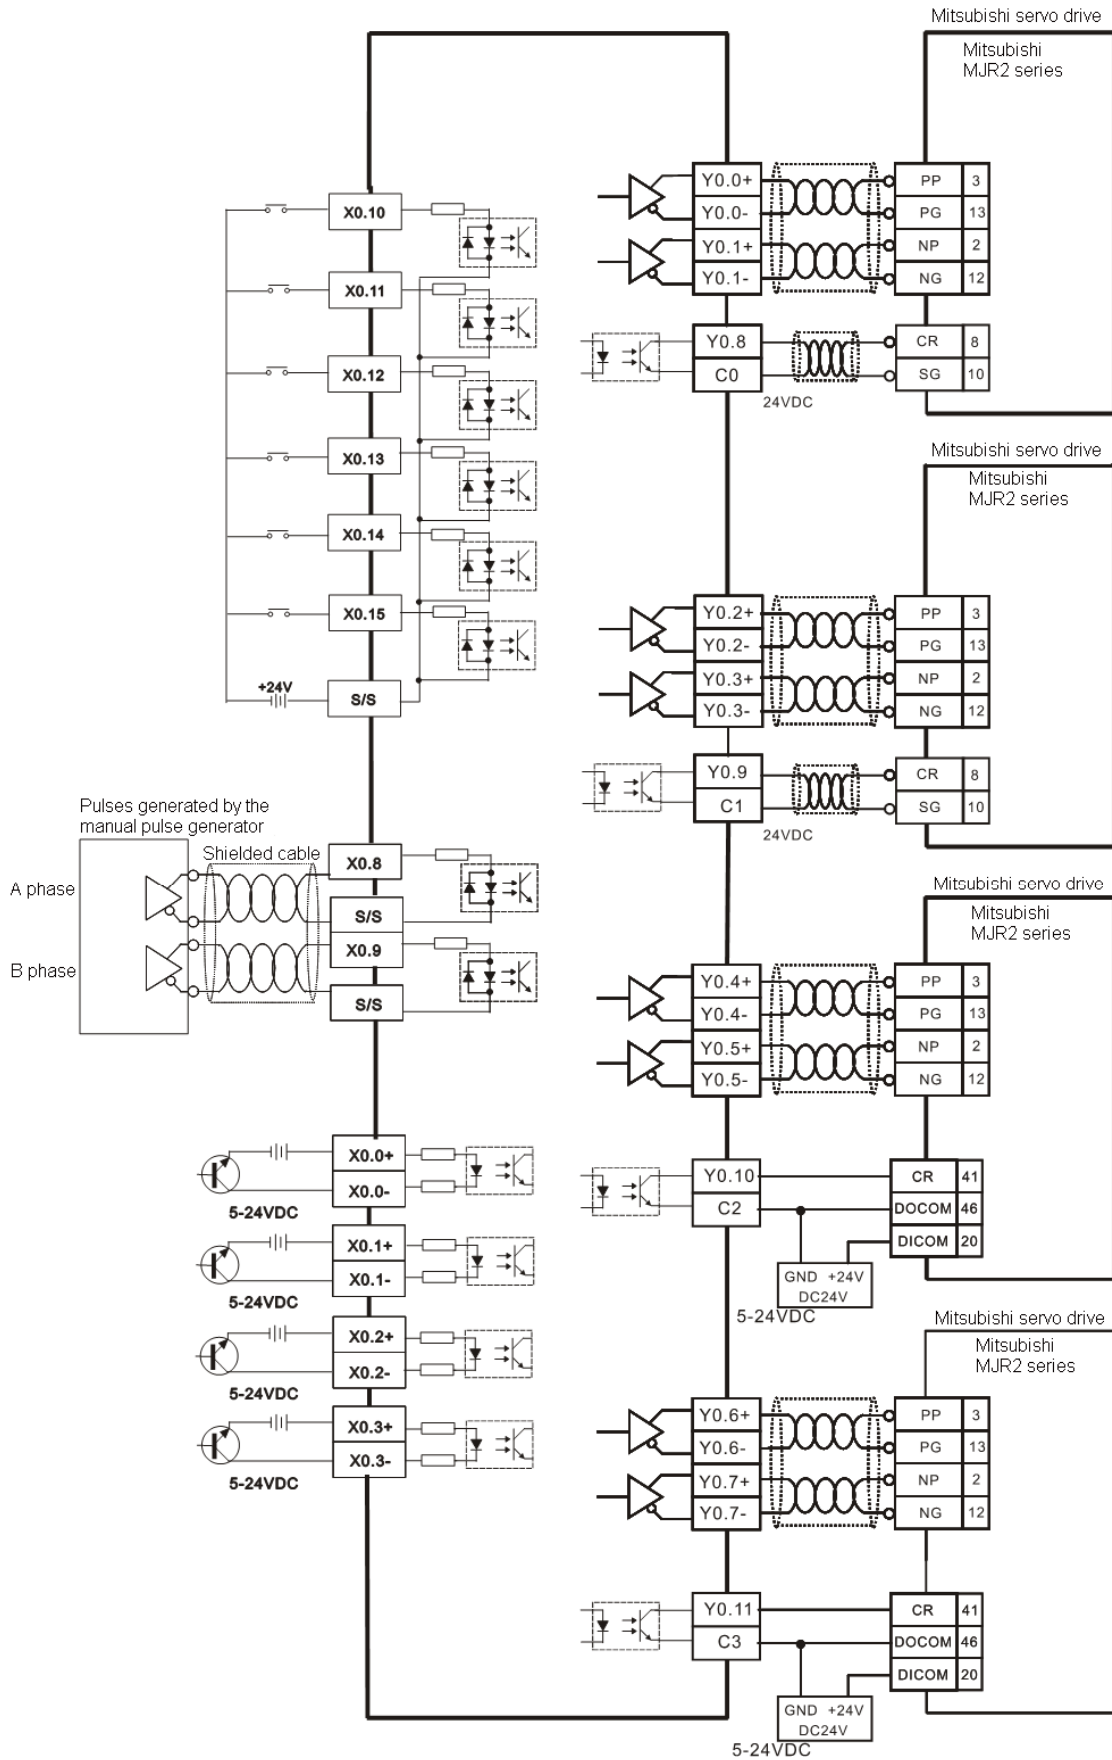 Mitsubishi servo drive
Mitsubishi
MJR2 series
X0.10
X0.11
X0.12
X0.13
X0.14
X0.15
+24V
S/S
Pulses generated by the
manual pulse generator
Shielded cable
A phase
B phase
X0.8
S/S
X0.9
S/S
X0.0+
X0.0-
5-24VDC
X0.1+
X0.1-
5-24VDC
X0.2+
X0.2-
5-24VDC
X0.3+
X0.3-
5-24VDC
Y0.0+ PP 3
Y0.0- PG 13
Y0.1+ NP 2
Y0.1- NG 12
Y0.8 CR 8
C0 SG 10
24VDC
Mitsubishi servo drive
Mitsubishi
MJR2 series
Y0.2+ PP 3
Y0.2- PG 13
Y0.3+ NP 2
Y0.3- NG 12
Y0.9 CR 8
C1 SG 10
24VDC
Mitsubishi servo drive
Mitsubishi
MJR2 series
Y0.4+ PP 3
Y0.4- PG 13
Y0.5+ NP 2
Y0.5- NG 12
Y0.10 CR 41
C2 DOCOM 46
DICOM 20
GND +24V
DC24V
5-24VDC
Mitsubishi servo drive
Mitsubishi
MJR2 series
Y0.6+ PP 3
Y0.6- PG 13
Y0.7+ NP 2
Y0.7- NG 12
Y0.11 CR 41
C3 DOCOM 46
DICOM 20
GND +24V
DC24V
5-24VDC